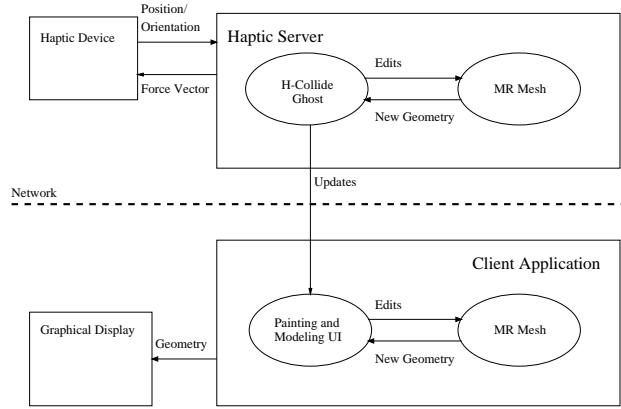 Position/
Orientation
Haptic Device
Haptic Server
Force Vector
H-Collide
Ghost
Edits
New Geometry
MR Mesh
Updates
Network
Client Application
Graphical Display
Geometry
Painting and
Modeling UI
Edits
New Geometry
MR Mesh